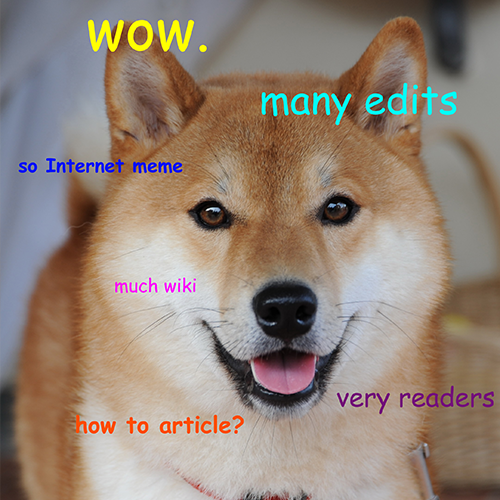 wow.
many edits
so Internet meme
much wiki
very readers
how to article?